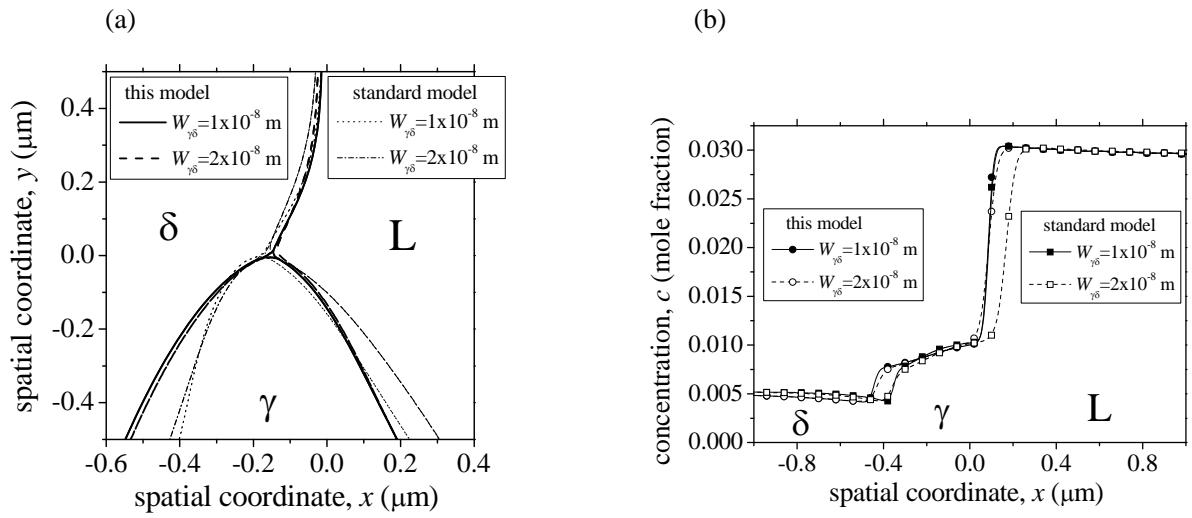 (a)
this model
W_γδ=1x10^-8 m
W_γδ=2x10^-8 m
standard model
W_γδ=1x10^-8 m
W_γδ=2x10^-8 m
δ
L
γ
0.4
0.2
0.0
-0.2
-0.4
spatial coordinate, y (μm)
-0.6
-0.4
-0.2
0.0
0.2
0.4
spatial coordinate, x (μm)
(b)
0.030
0.025
0.020
0.015
0.010
0.005
0.000
concentration, c (mole fraction)
this model
W_γδ=1x10^-8 m
W_γδ=2x10^-8 m
standard model
W_γδ=1x10^-8 m
W_γδ=2x10^-8 m
δ
γ
L
-0.8
-0.4
0.0
0.4
0.8
spatial coordinate, x (μm)